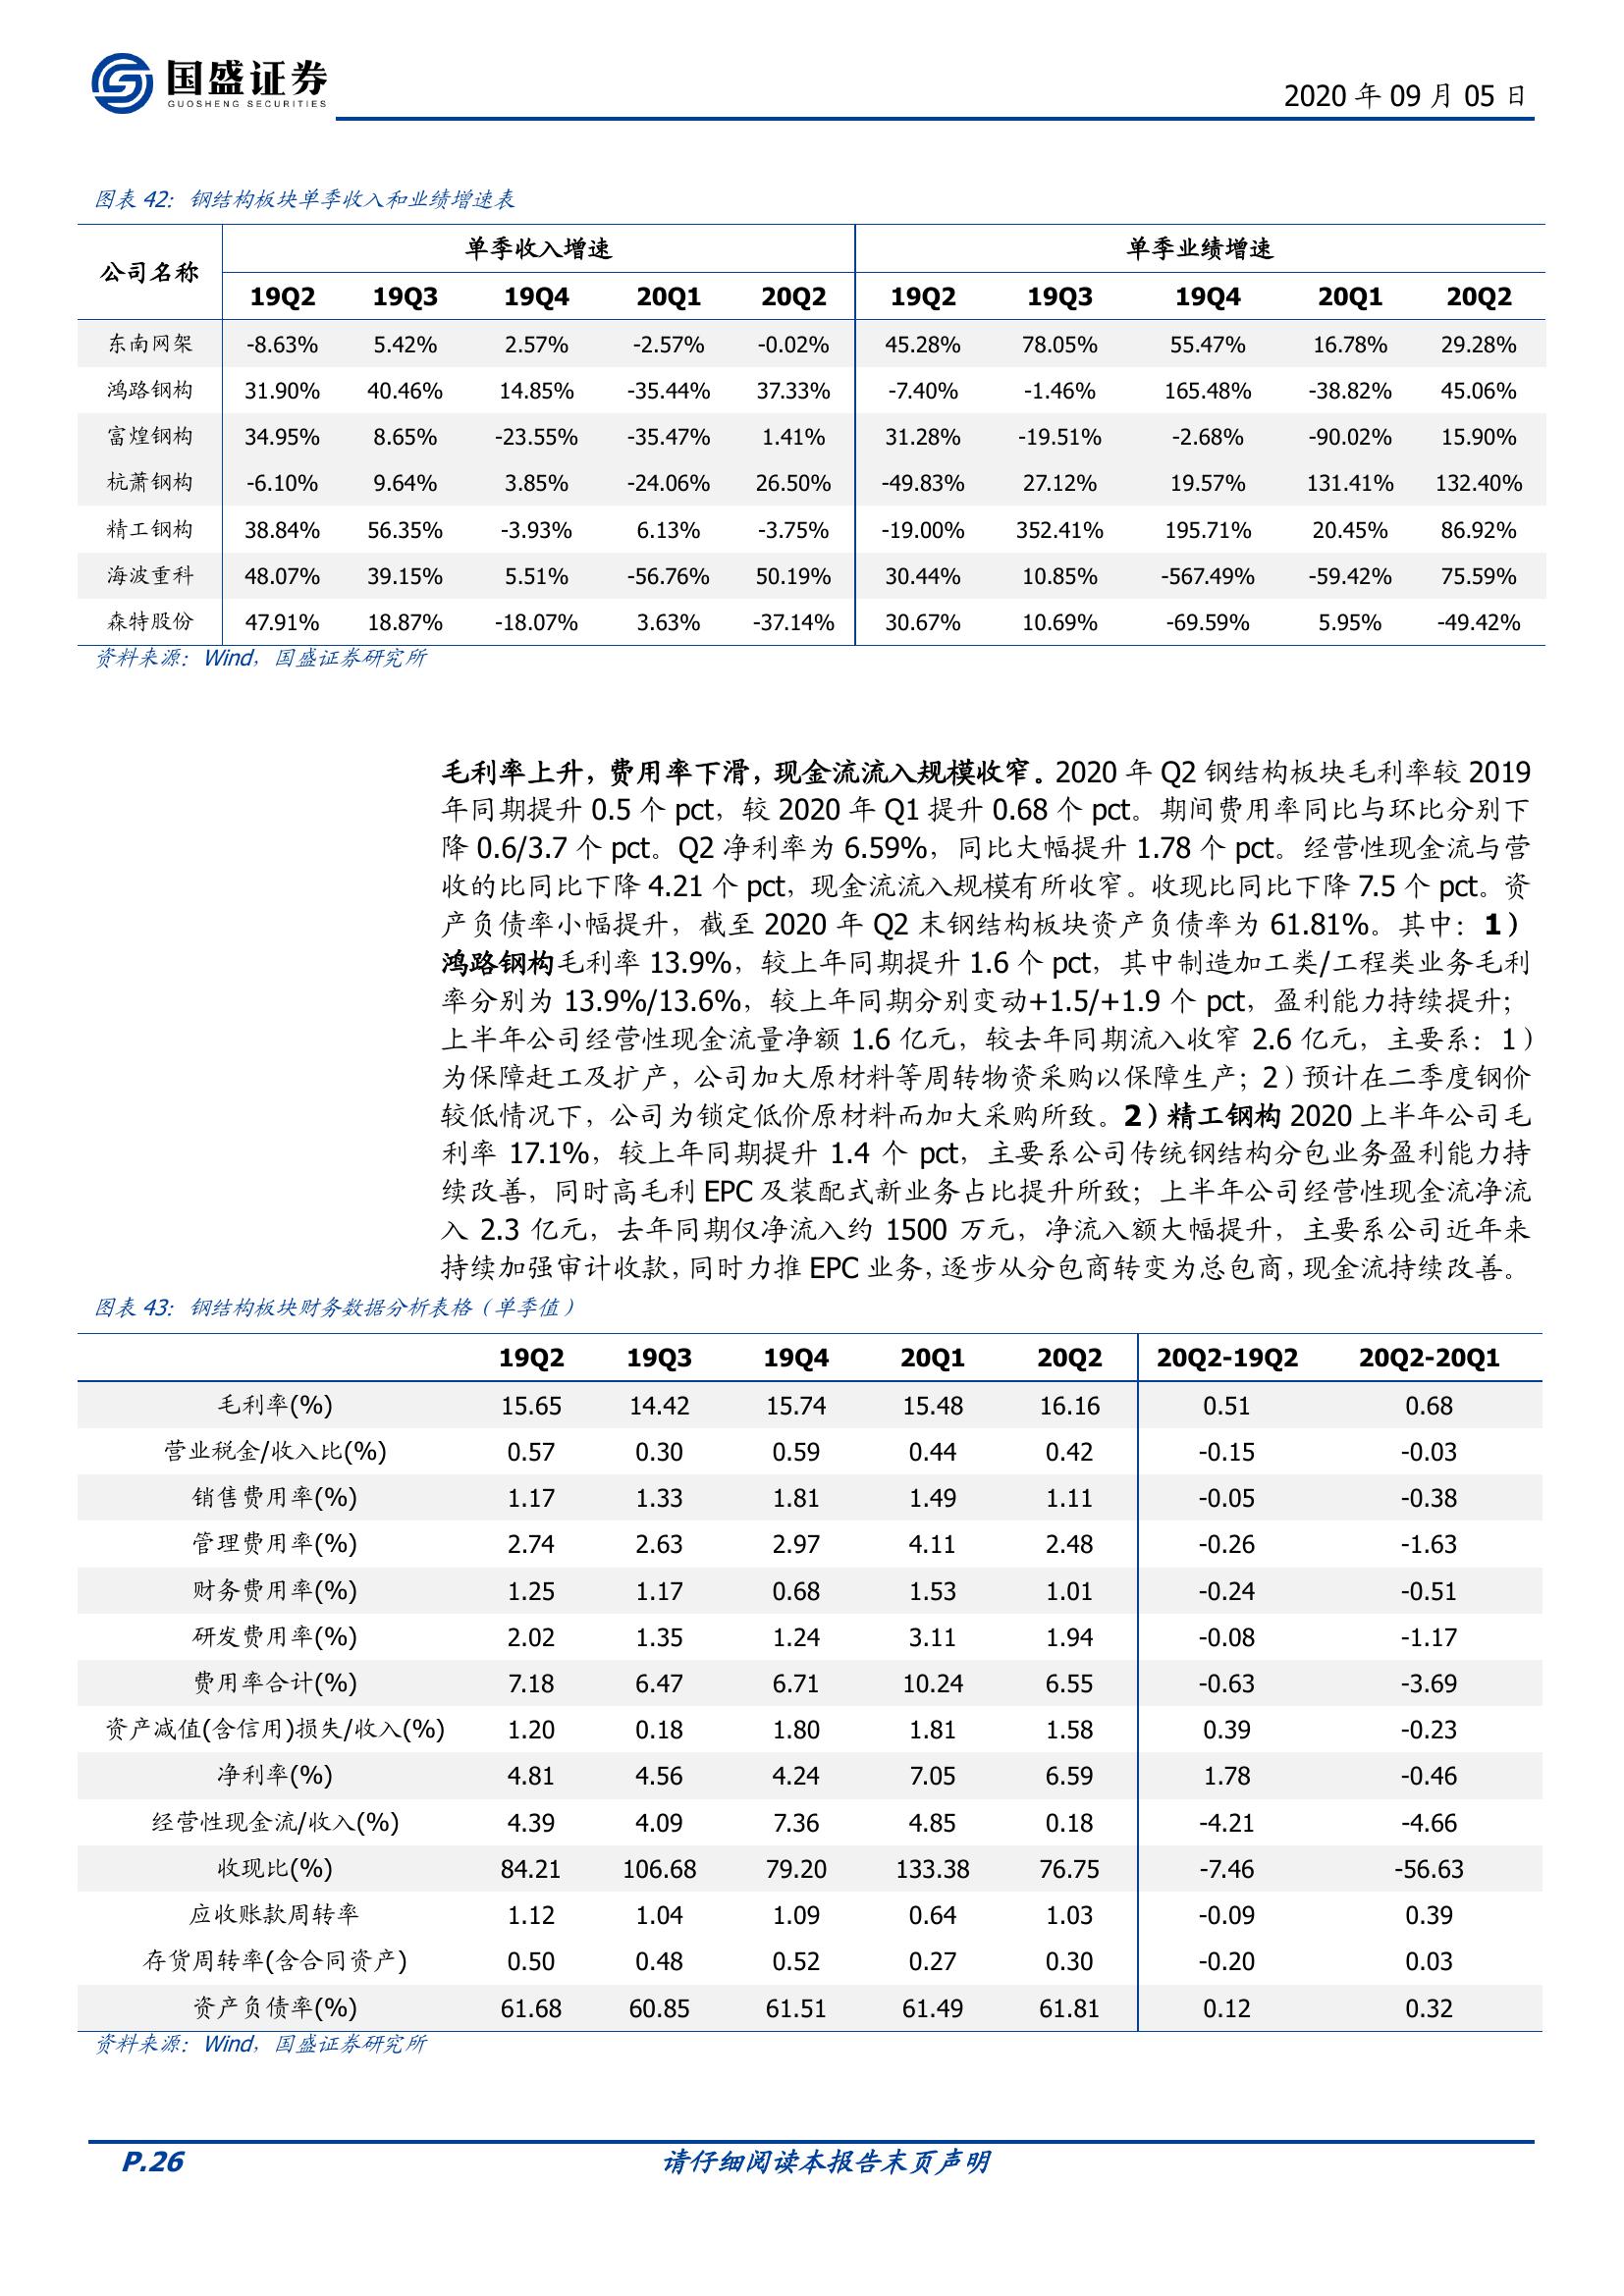 国盛证券
GUOSHENG SECURITIES
2020 年 09 月 05 日
图表 42：钢结构板块单季收入和业绩增速表
公司名称 单季收入增速 单季业绩增速
19Q2 19Q3 19Q4 20Q1 20Q2 19Q2 19Q3 19Q4 20Q1 20Q2
东南网架 -8.63% 5.42% 2.57% -2.57% -0.02% 45.28% 78.05% 55.47% 16.78% 29.28%
鸿路钢构 31.90% 40.46% 14.85% -35.44% 37.33% -7.40% -1.46% 165.48% -38.82% 45.06%
富煌钢构 34.95% 8.65% -23.55% -35.47% 1.41% 31.28% -19.51% -2.68% -90.02% 15.90%
杭萧钢构 -6.10% 9.64% 3.85% -24.06% 26.50% -49.83% 27.12% 19.57% 131.41% 132.40%
精工钢构 38.84% 56.35% -3.93% 6.13% -3.75% -19.00% 352.41% 195.71% 20.45% 86.92%
海波重科 48.07% 39.15% 5.51% -56.76% 50.19% 30.44% 10.85% -567.49% -59.42% 75.59%
森特股份 47.91% 18.87% -18.07% 3.63% -37.14% 30.67% 10.69% -69.59% 5.95% -49.42%
资料来源：Wind，国盛证券研究所
毛利率上升，费用率下滑，现金流流入规模收窄。2020 年 Q2 钢结构板块毛利率较 2019
年同期提升 0.5 个 pct，较 2020 年 Q1 提升 0.68 个 pct。期间费用率同比与环比分别下
降 0.6/3.7 个 pct。Q2 净利率为 6.59%，同比大幅提升 1.78 个 pct。经营性现金流与营
收的比同比下降 4.21 个 pct，现金流流入规模有所收窄。收现比同比下降 7.5 个 pct。资
产负债率小幅提升，截至 2020 年 Q2 末钢结构板块资产负债率为 61.81%。其中：1）
鸿路钢构毛利率 13.9%，较上年同期提升 1.6 个 pct，其中制造加工类/工程类业务毛利
率分别为 13.9%/13.6%，较上年同期分别变动+1.5/+1.9 个 pct，盈利能力持续提升；
上半年公司经营性现金流量净额 1.6 亿元，较去年同期流入收窄 2.6 亿元，主要系：1）
为保障赶工及扩产，公司加大原材料等周转物资采购以保障生产；2）预计在二季度钢价
较低情况下，公司为锁定低价原材料而加大采购所致。2）精工钢构 2020 上半年公司毛
利率 17.1%，较上年同期提升 1.4 个 pct，主要系公司传统钢结构分包业务盈利能力持
续改善，同时高毛利 EPC 及装配式新业务占比提升所致；上半年公司经营性现金流净流
入 2.3 亿元，去年同期仅净流入约 1500 万元，净流入额大幅提升，主要系公司近年来
持续加强审计收款，同时力推 EPC 业务，逐步从分包商转变为总包商，现金流持续改善。
图表 43：钢结构板块财务数据分析表格（单季值）
19Q2 19Q3 19Q4 20Q1 20Q2 20Q2-19Q2 20Q2-20Q1
毛利率(%) 15.65 14.42 15.74 15.48 16.16 0.51 0.68
营业税金/收入比(%) 0.57 0.30 0.59 0.44 0.42 -0.15 -0.03
销售费用率(%) 1.17 1.33 1.81 1.49 1.11 -0.05 -0.38
管理费用率(%) 2.74 2.63 2.97 4.11 2.48 -0.26 -1.63
财务费用率(%) 1.25 1.17 0.68 1.53 1.01 -0.24 -0.51
研发费用率(%) 2.02 1.35 1.24 3.11 1.94 -0.08 -1.17
费用率合计(%) 7.18 6.47 6.71 10.24 6.55 -0.63 -3.69
资产减值(含信用)损失/收入(%) 1.20 0.18 1.80 1.81 1.58 0.39 -0.23
净利率(%) 4.81 4.56 4.24 7.05 6.59 1.78 -0.46
经营性现金流/收入(%) 4.39 4.09 7.36 4.85 0.18 -4.21 -4.66
收现比(%) 84.21 106.68 79.20 133.38 76.75 -7.46 -56.63
应收账款周转率 1.12 1.04 1.09 0.64 1.03 -0.09 0.39
存货周转率(含合同资产) 0.50 0.48 0.52 0.27 0.30 -0.20 0.03
资产负债率(%) 61.68 60.85 61.51 61.49 61.81 0.12 0.32
资料来源：Wind，国盛证券研究所
P.26 请仔细阅读本报告末页声明